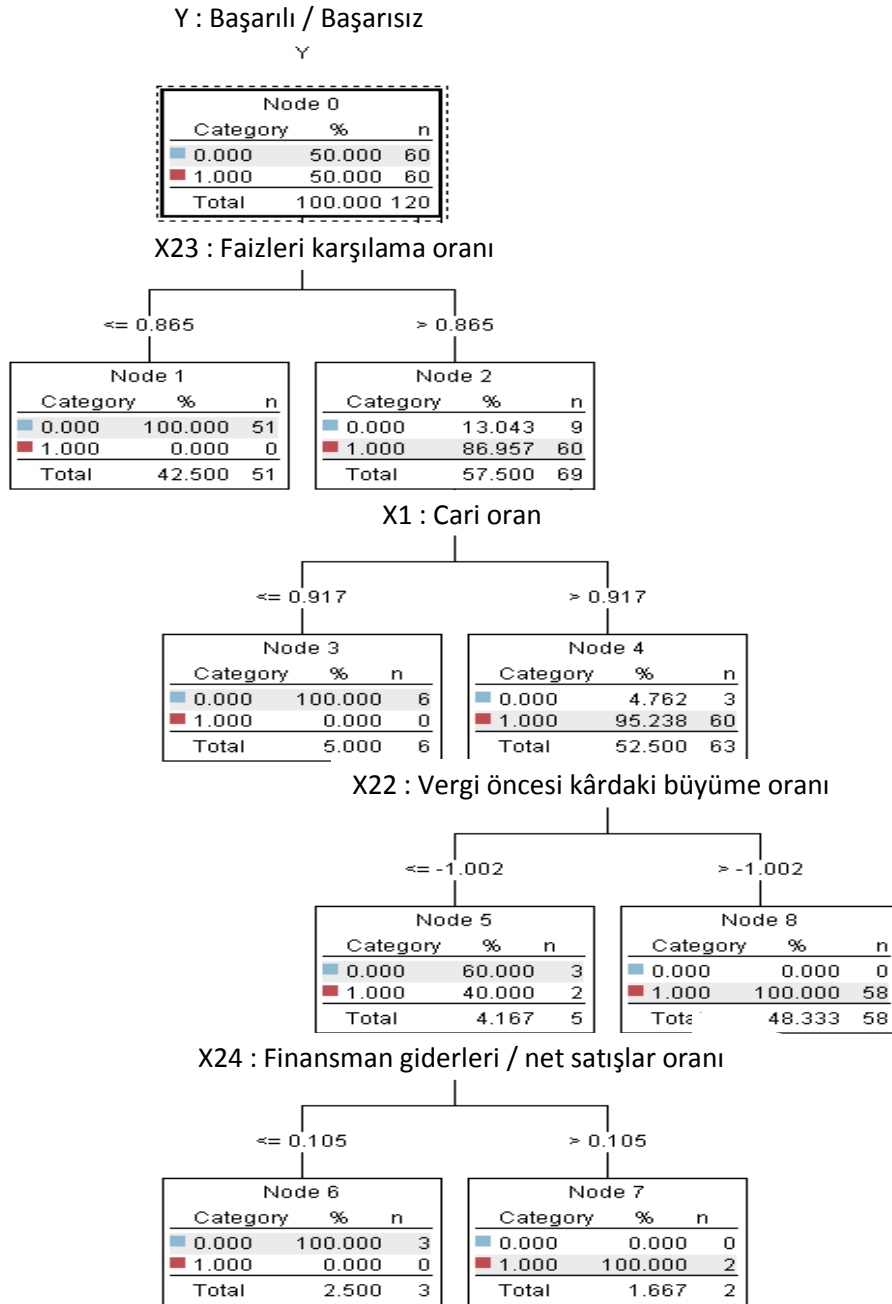 Y : Başarılı / Başarısız
Y
Node 0
Category % n
0.000 50.000 60
1.000 50.000 60
Total 100.000 120
X23 : Faizleri karşılama oranı
<= 0.865 > 0.865
Node 1
Category % n
0.000 100.000 51
1.000 0.000 0
Total 42.500 51
Node 2
Category % n
0.000 13.043 9
1.000 86.957 60
Total 57.500 69
X1 : Cari oran
<= 0.917 > 0.917
Node 3
Category % n
0.000 100.000 6
1.000 0.000 0
Total 5.000 6
Node 4
Category % n
0.000 4.762 3
1.000 95.238 60
Total 52.500 63
X22 : Vergi öncesi kârdaki büyüme oranı
<= -1.002 > -1.002
Node 5
Category % n
0.000 60.000 3
1.000 40.000 2
Total 4.167 5
Node 8
Category % n
0.000 0.000 0
1.000 100.000 58
Tota 48.333 58
X24 : Finansman giderleri / net satışlar oranı
<= 0.105 > 0.105
Node 6
Category % n
0.000 100.000 3
1.000 0.000 0
Total 2.500 3
Node 7
Category % n
0.000 0.000 0
1.000 100.000 2
Total 1.667 2